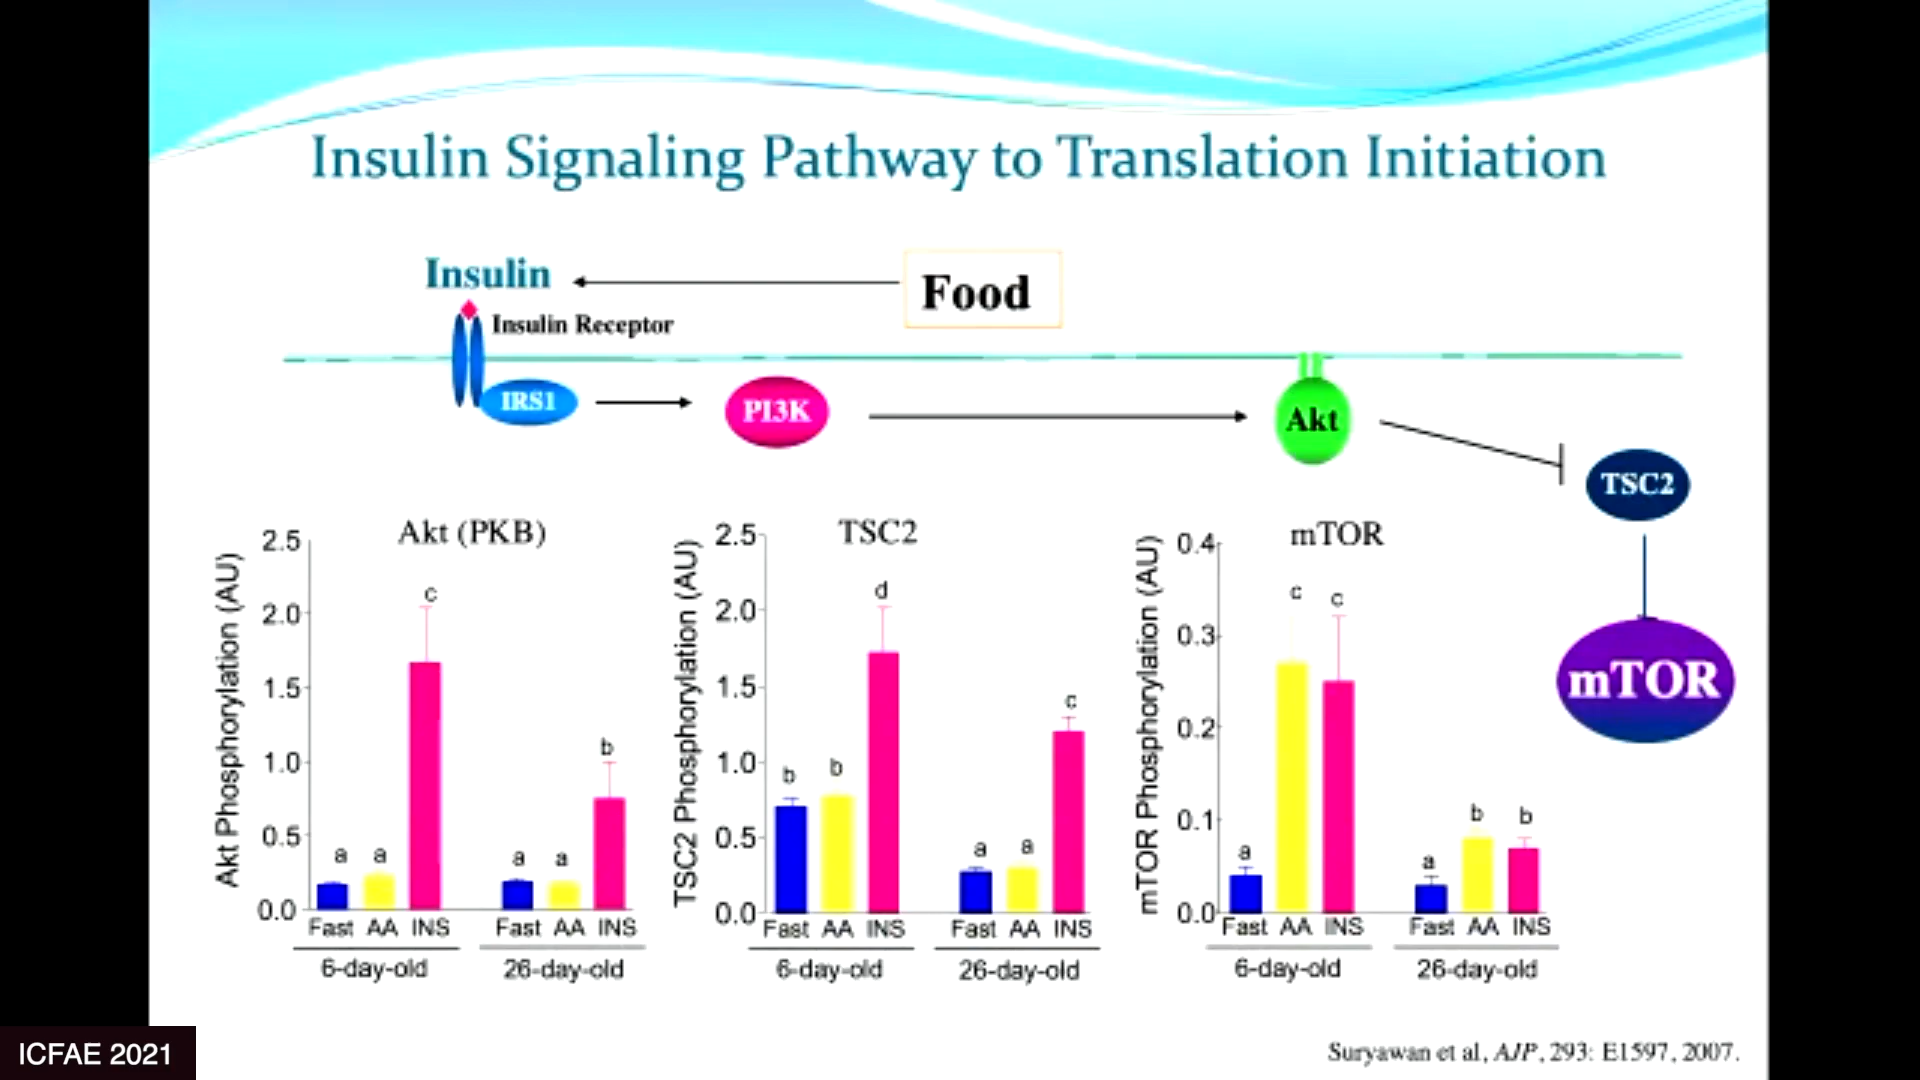 Insulin Signaling Pathway to Translation Initiation
Insulin
Food
Insulin Receptor
IRS1
PI3K
Akt
TSC2
mTOR
Akt (PKB)
Akt Phosphorylation (AU)
2.5
2.0
1.5
1.0
0.5
0.0
a a c a a b
Fast AA INS Fast AA INS
6-day-old 26-day-old
TSC2
TSC2 Phosphorylation (AU)
2.5
2.0
1.5
1.0
0.5
0.0
b b d a a c
Fast AA INS Fast AA INS
6-day-old 26-day-old
mTOR
mTOR Phosphorylation (AU)
0.4
0.3
0.2
0.1
0.0
a c c a b b
Fast AA INS Fast AA INS
6-day-old 26-day-old
ICFAE 2021
Suryawan et al, AJP, 293: E1597, 2007.